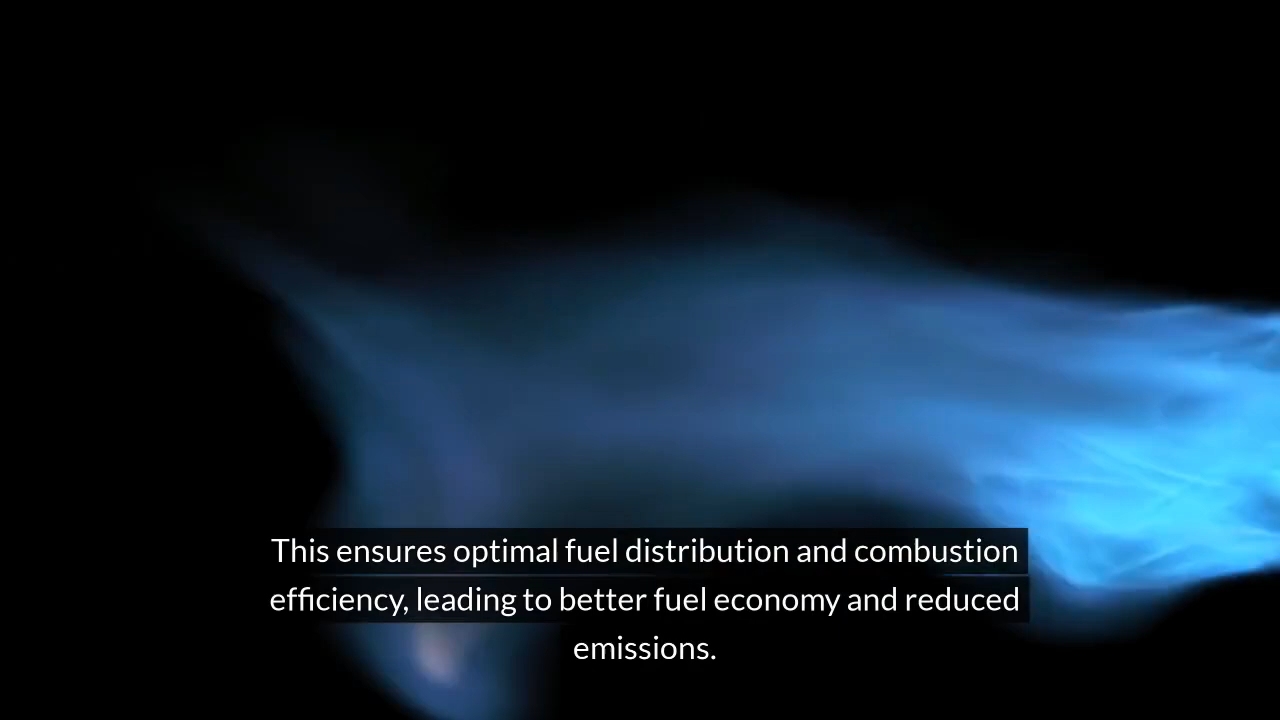 This ensures optimal fuel distribution and combustion
efficiency, leading to better fuel economy and reduced
emissions.